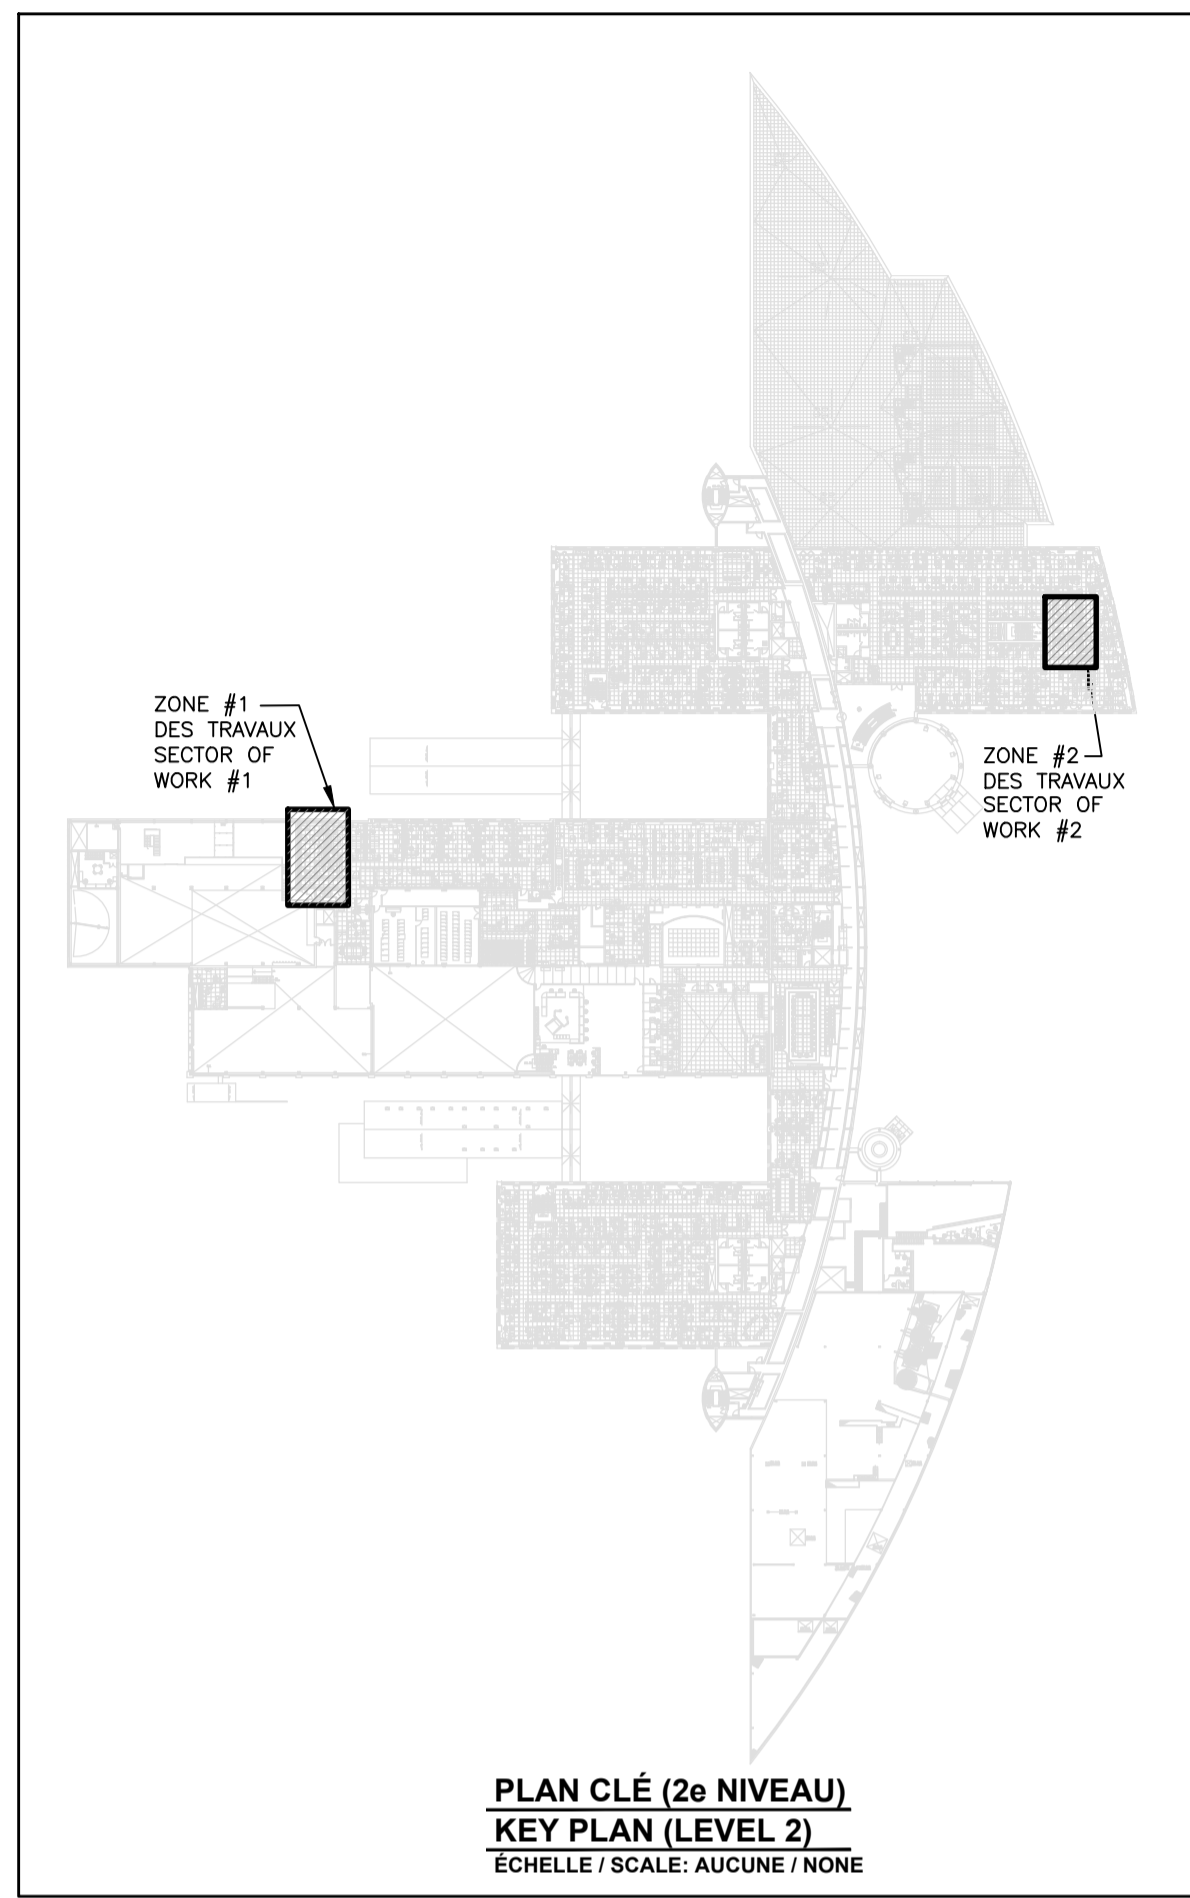 ZONE #1
DES TRAVAUX
SECTOR OF
WORK #1
ZONE #2
DES TRAVAUX
SECTOR OF
WORK #2
PLAN CLÉ (2e NIVEAU)
KEY PLAN (LEVEL 2)
ÉCHELLE / SCALE: AUCUNE / NONE